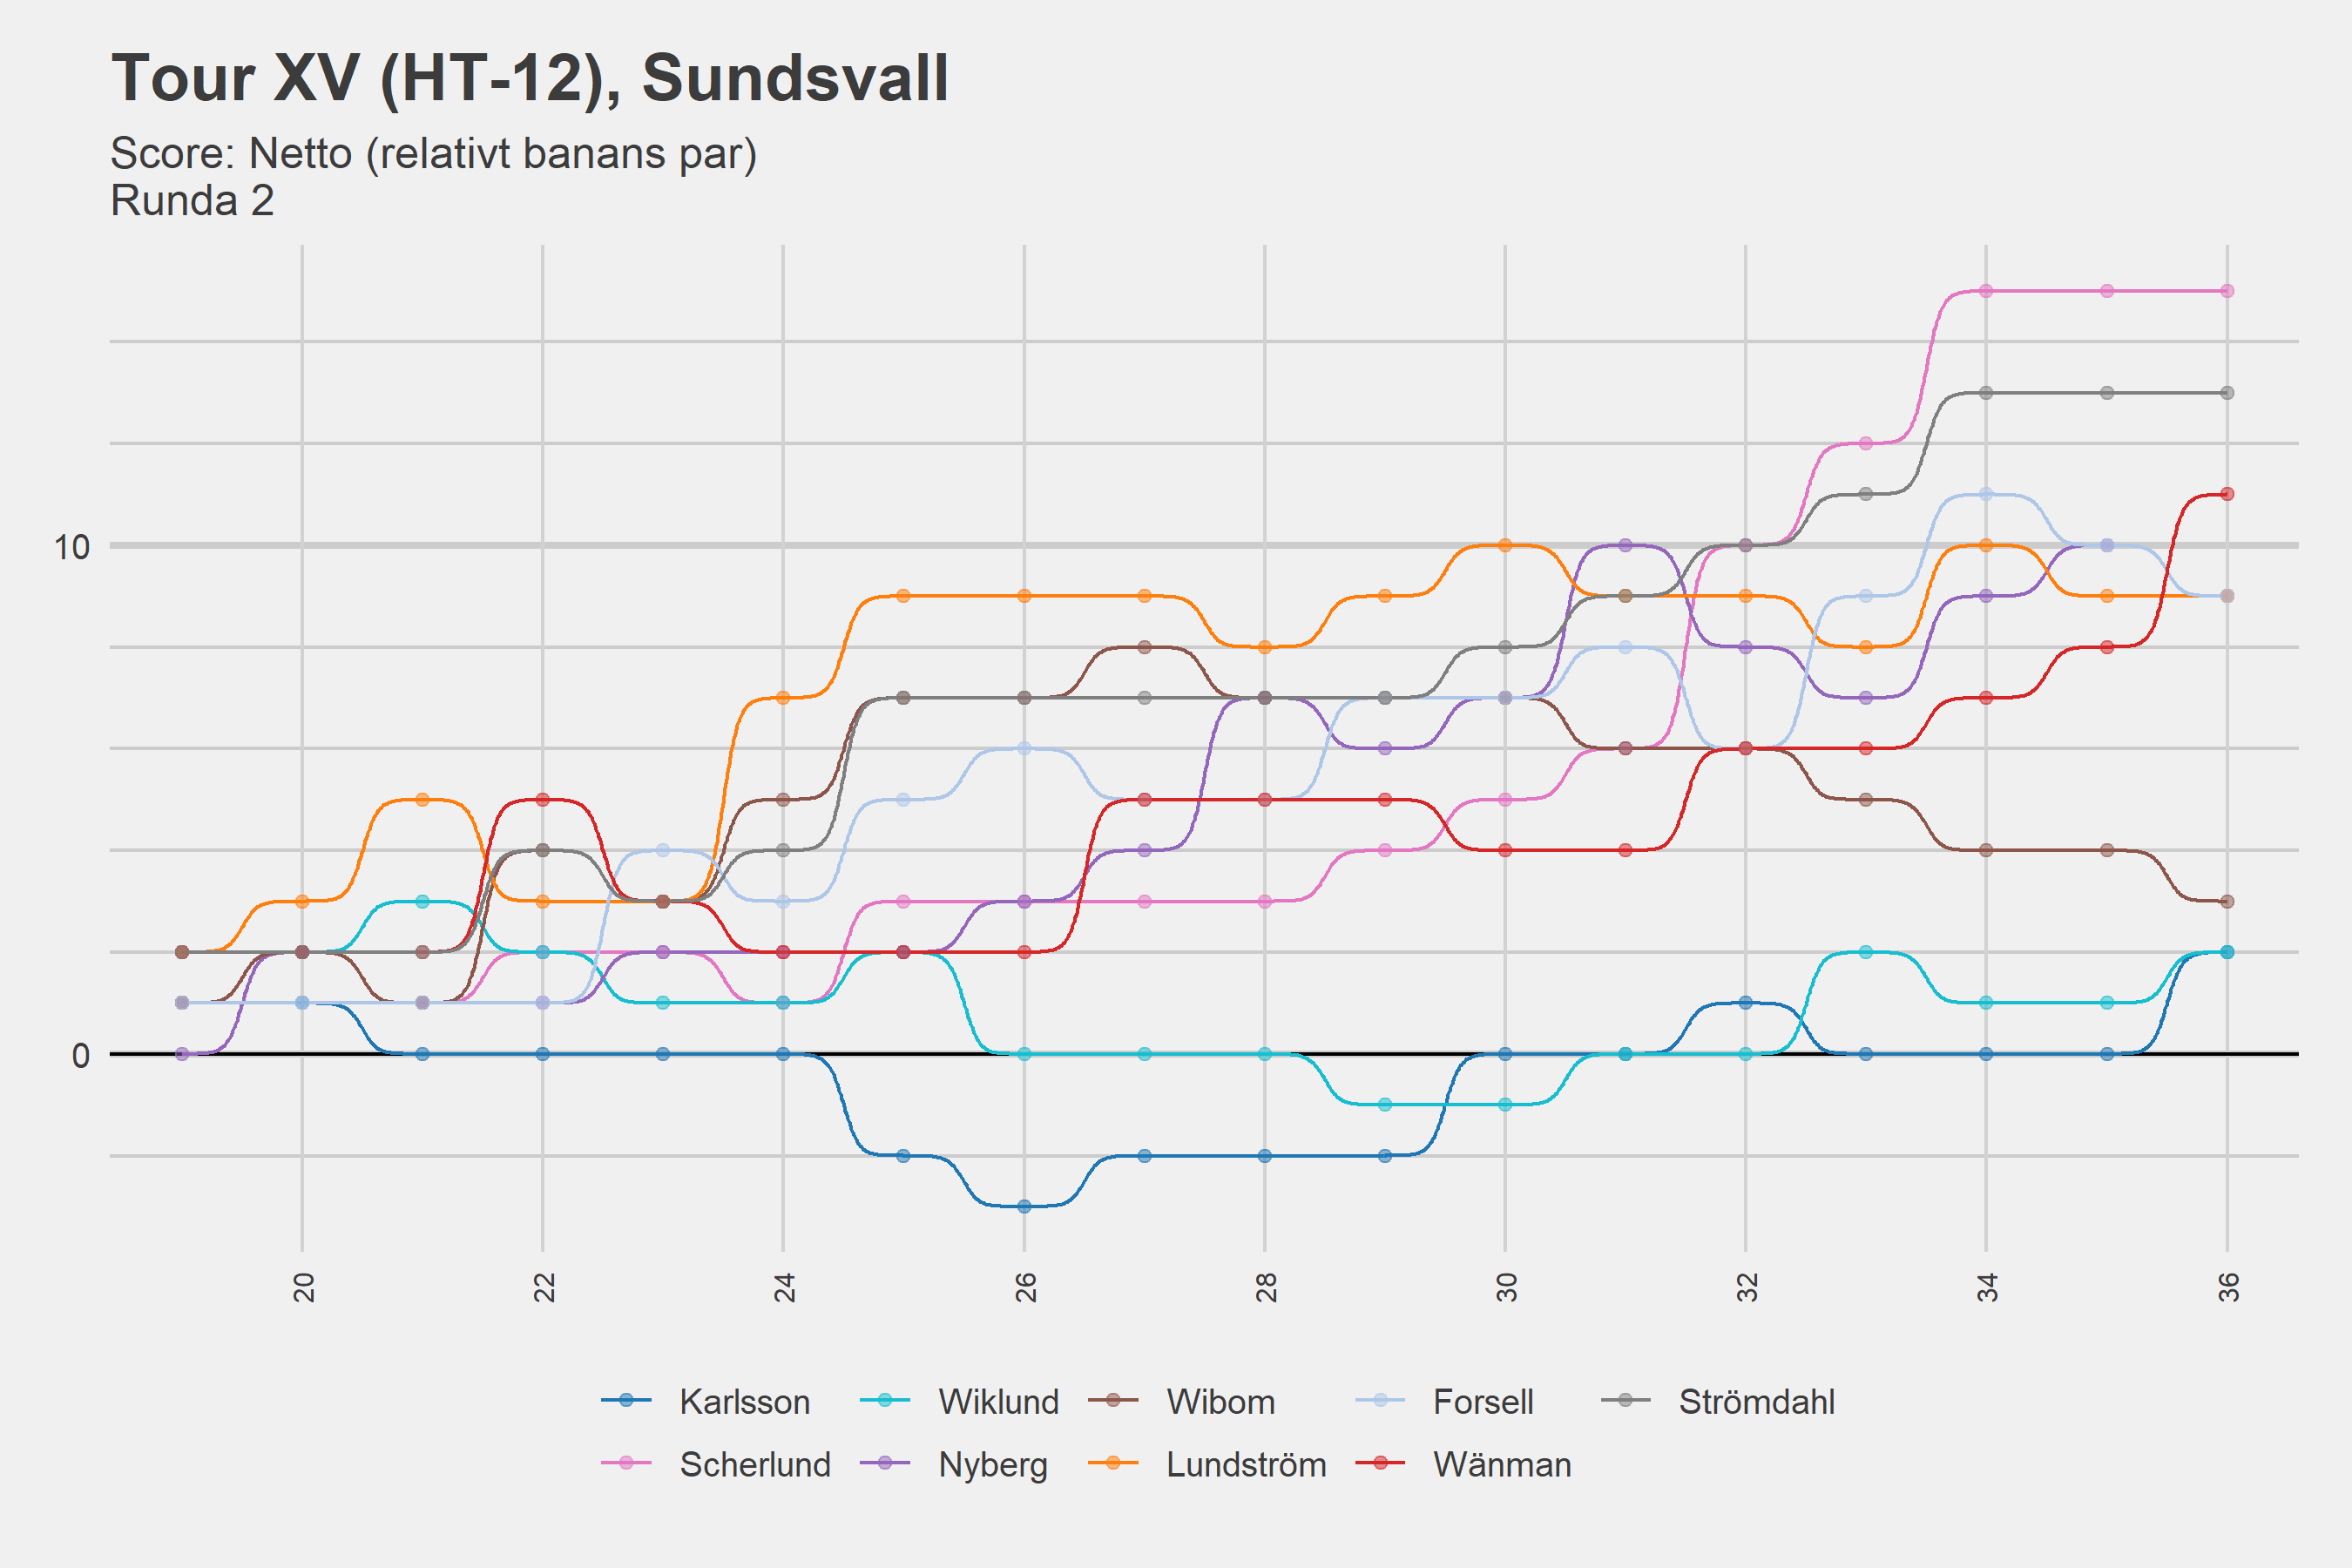 Tour XV (HT-12), Sundsvall
Score: Netto (relativt banans par)
Runda 2
10
0
20 22 24 26 28 30 32 34 36
Karlsson Wiklund Wibom Forsell Strömdahl
Scherlund Nyberg Lundström Wänman